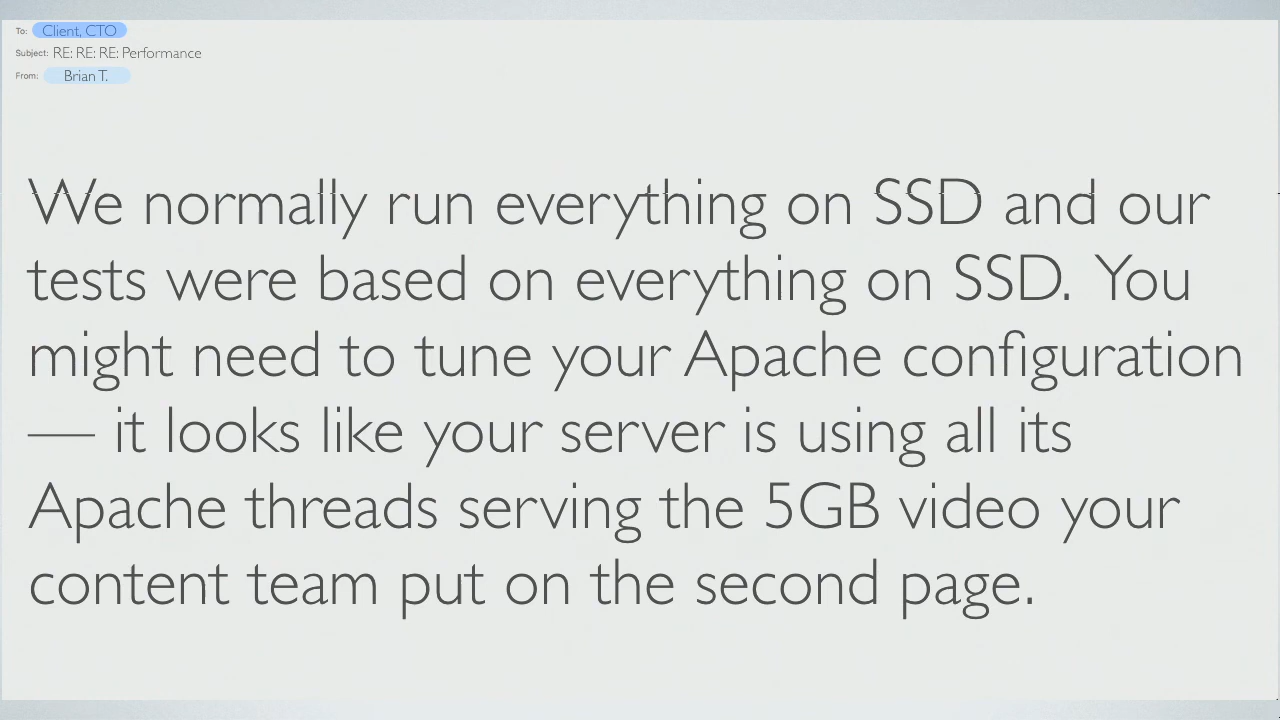 To: Client, CTO
Subject: RE: RE: RE: Performance
From: Brian T.
We normally run everything on SSD and our
tests were based on everything on SSD. You
might need to tune your Apache configuration
— it looks like your server is using all its
Apache threads serving the 5GB video your
content team put on the second page.